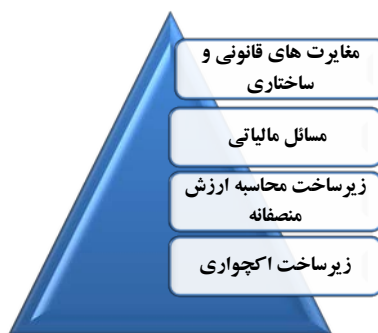 مغایرت های قانونی و
ساختاری
مسائل مالیاتی
زیرساخت محاسبه ارزش
منصفانه
زیرساخت اکچواری